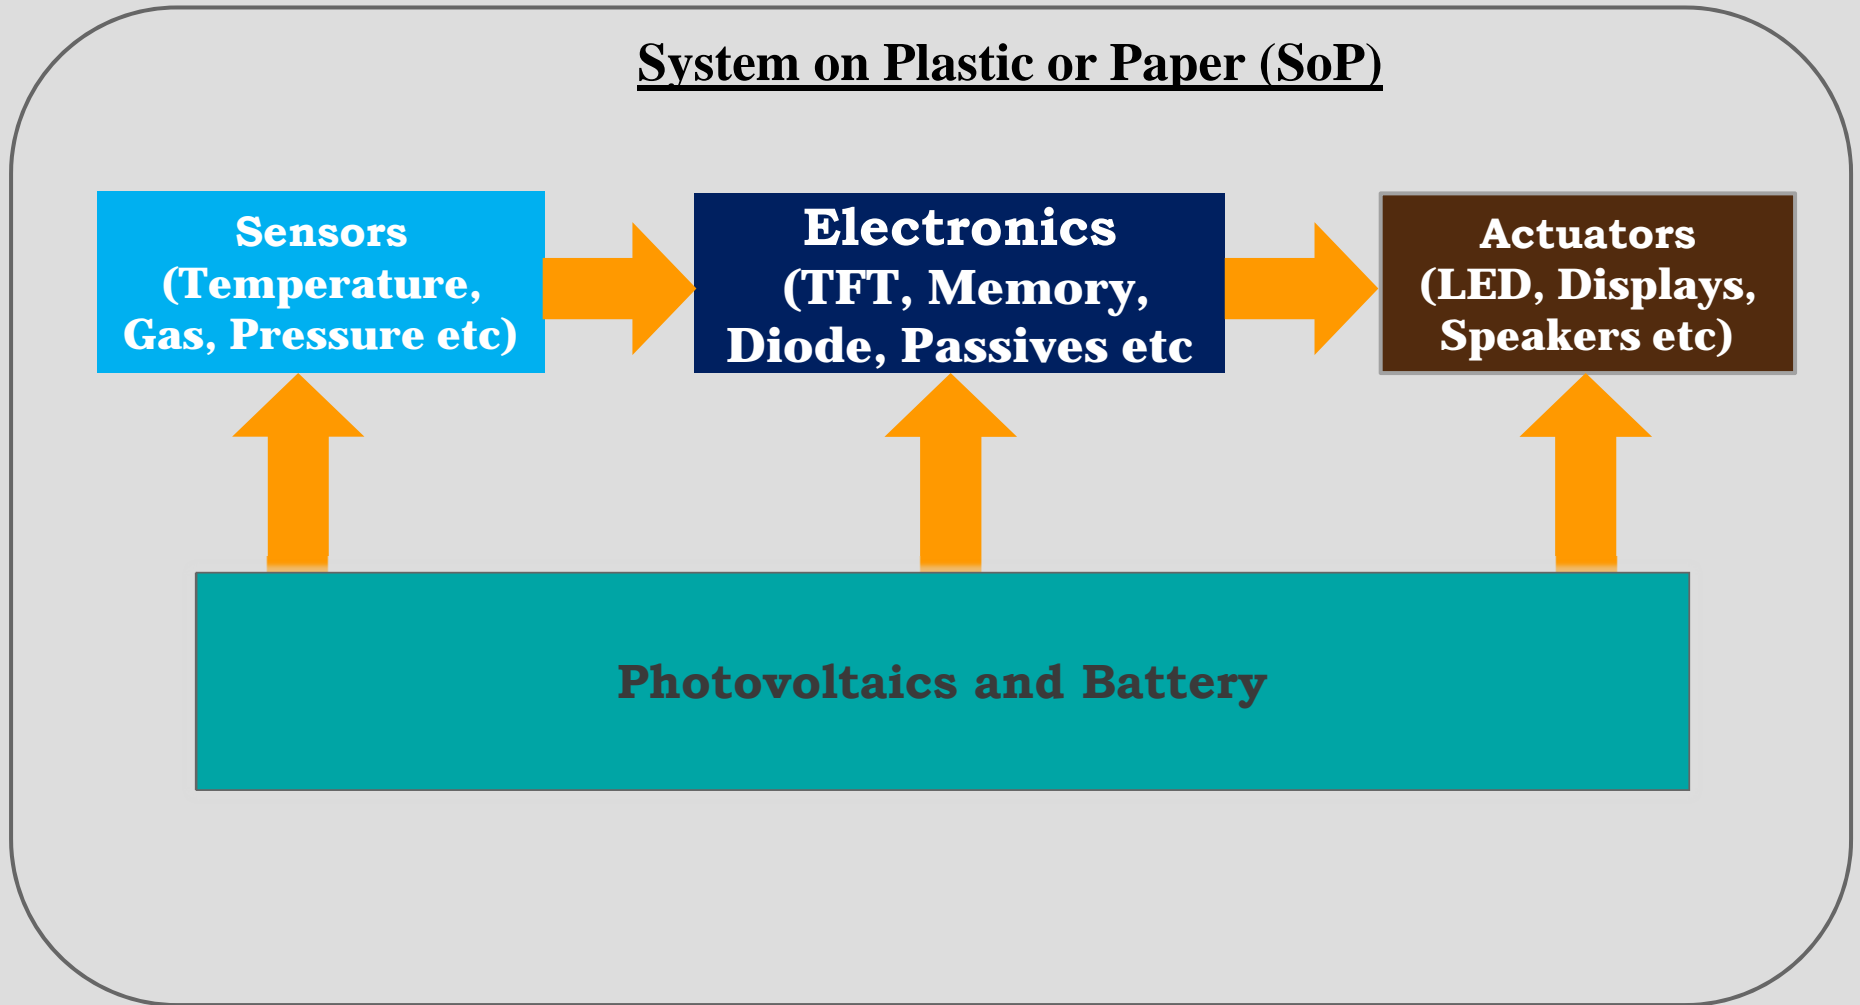 System on Plastic or Paper (SoP)
Sensors
(Temperature,
Gas, Pressure etc)
Electronics
(TFT, Memory,
Diode, Passives etc
Actuators
(LED, Displays,
Speakers etc)
Photovoltaics and Battery